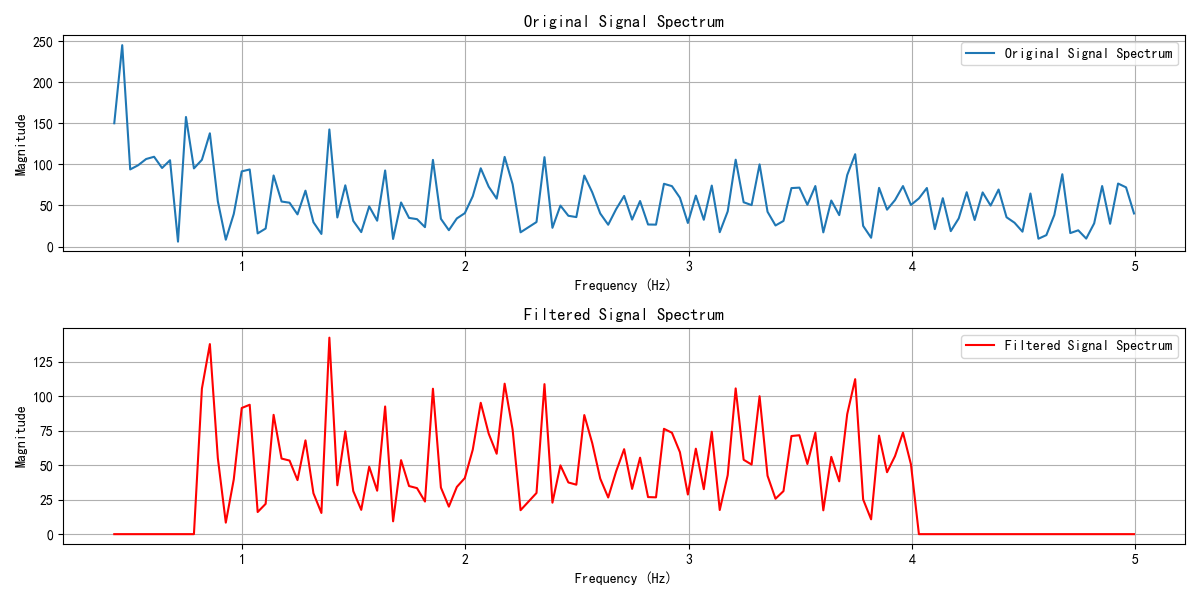 Original Signal Spectrum
250
200
150
100
50
0
Magnitude
Original Signal Spectrum
1
2
3
4
5
Frequency (Hz)
Filtered Signal Spectrum
125
100
75
50
25
0
Magnitude
Filtered Signal Spectrum
1
2
3
4
5
Frequency (Hz)